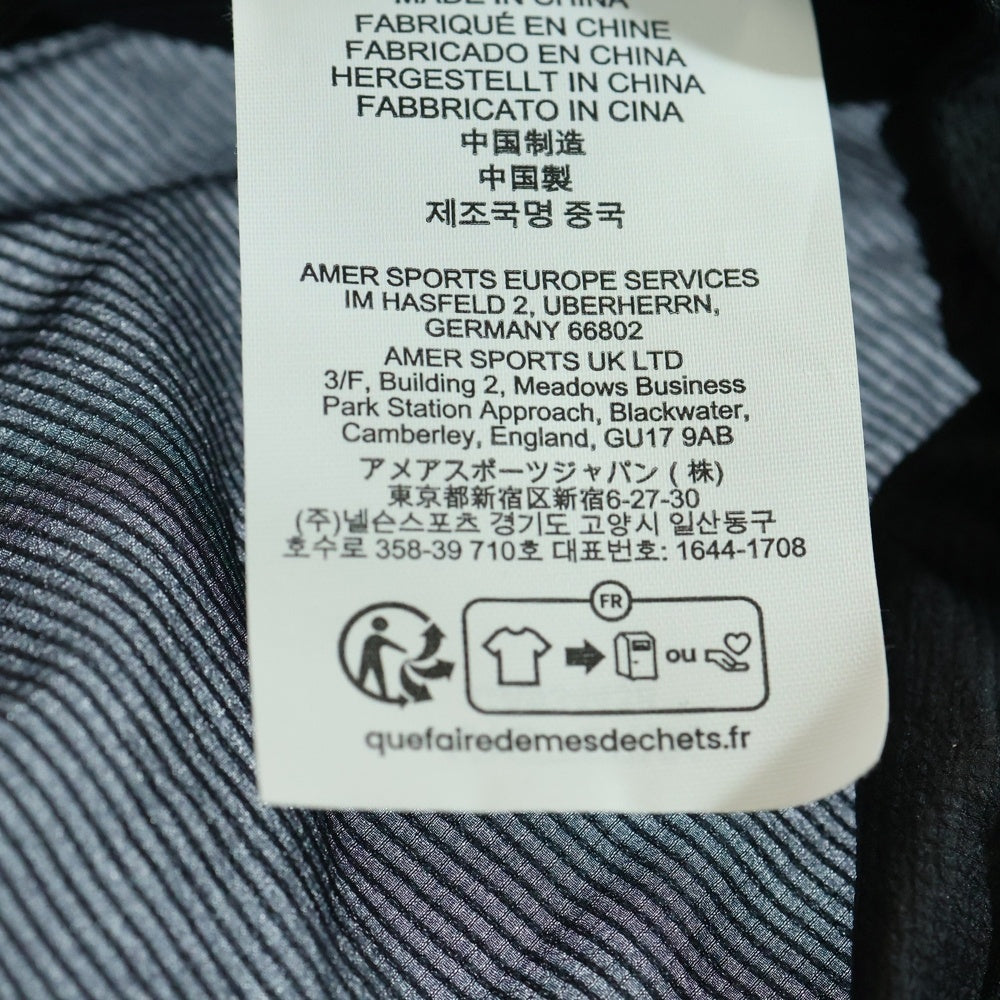 MADE IN CHINA
FABRIQUÉ EN CHINE
FABRICADO EN CHINA
HERGESTELLT IN CHINA
FABBRICATO IN CINA
中国制造
中国製
제조국명 중국
AMER SPORTS EUROPE SERVICES
IM HASFELD 2, UBERHERRN,
GERMANY 66802
AMER SPORTS UK LTD
3/F, Building 2, Meadows Business
Park Station Approach, Blackwater,
Camberley, England, GU17 9AB
アメアスポーツジャパン ( 株)
東京都新宿区新宿6-27-30
(주)넬슨스포츠 경기도 고양시 일산동구
호수로 358-39 710호 대표번호: 1644-1708
FR
ou
quefairedemesdechets.fr